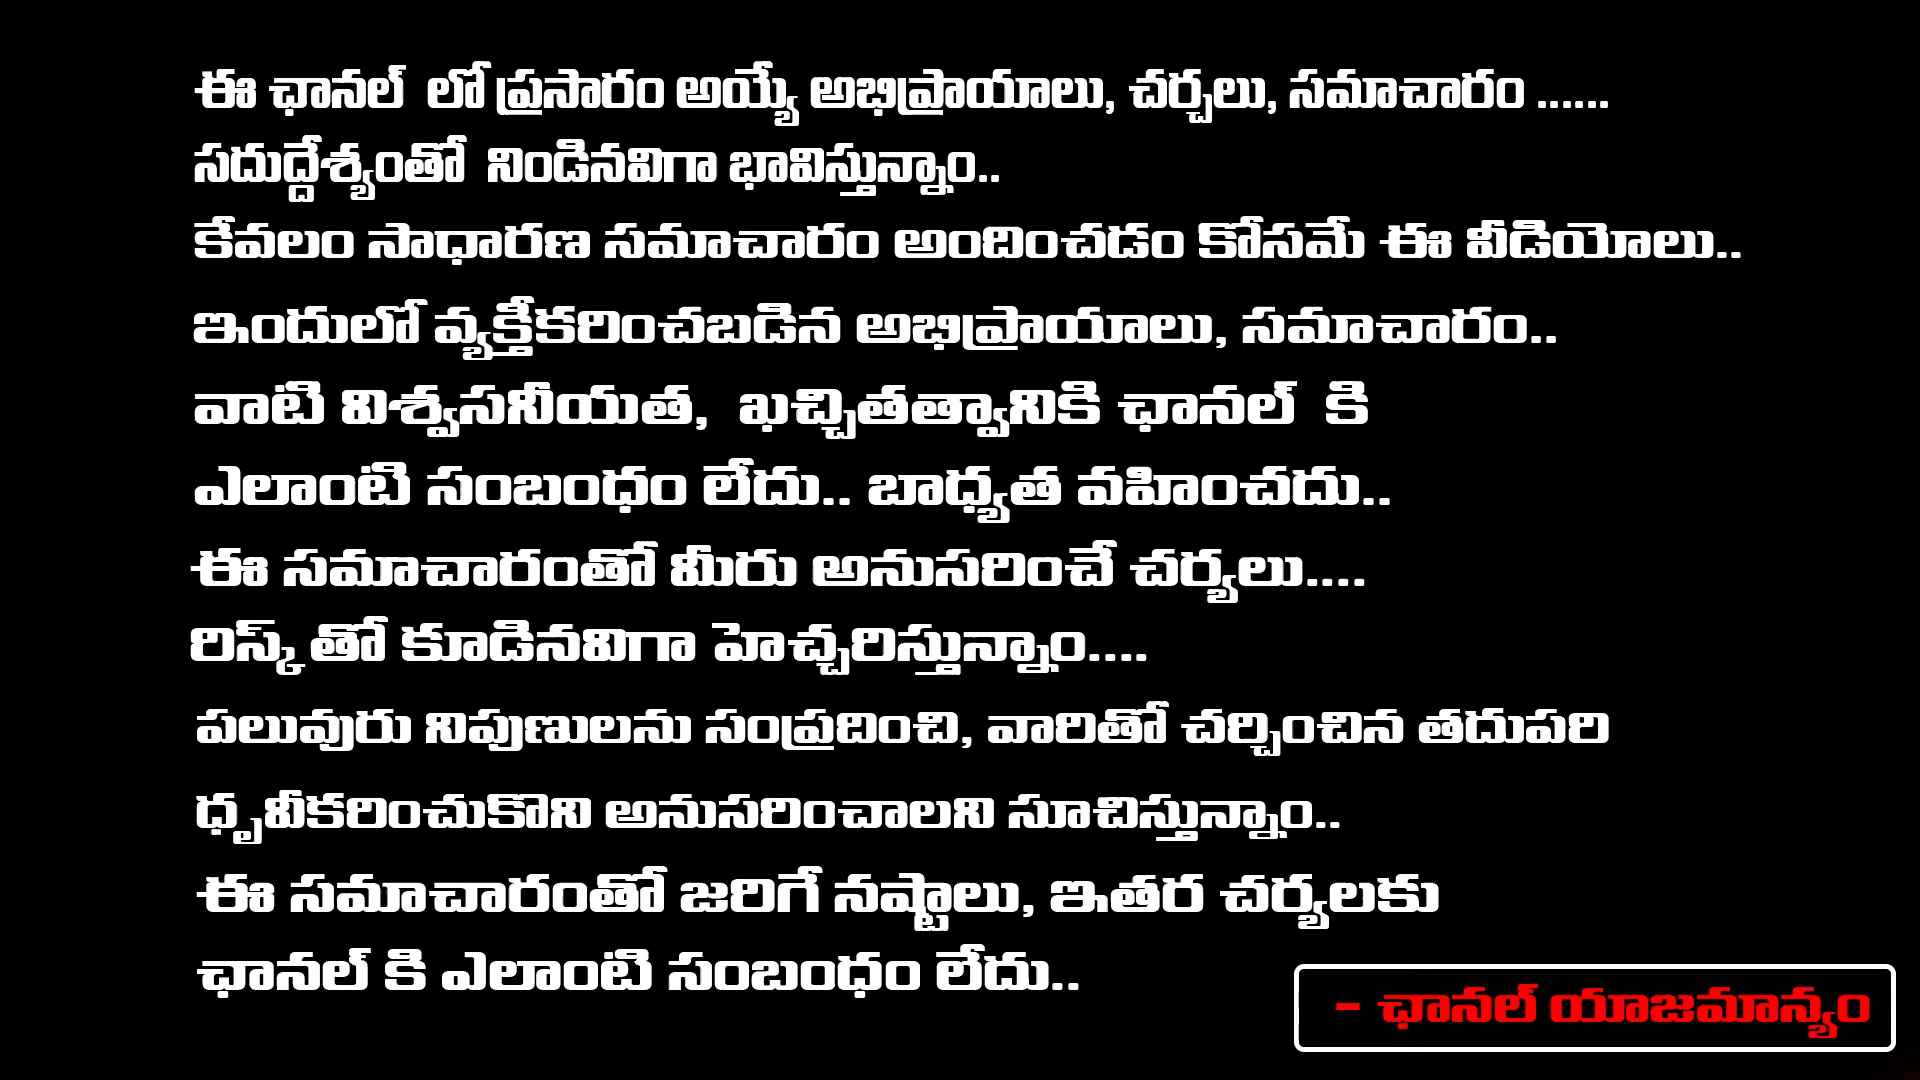 ఈ ఛానల్ లో ప్రసారం అయ్యే అభిప్రాయాలు, చర్చలు, సమాచారం ......
సదుద్దేశ్యంతో నిండినవిగా భావిస్తున్నాం..
కేవలం సాధారణ సమాచారం అందించడం కోసమే ఈ వీడియోలు..
ఇందులో వ్యక్తీకరించబడిన అభిప్రాయాలు, సమాచారం..
వాటి విశ్వసనీయత, ఖచ్చితత్వానికి ఛానల్ కి
ఎలాంటి సంబంధం లేదు.. బాధ్యత వహించదు..
ఈ సమాచారంతో మీరు అనుసరించే చర్యలు....
రిస్క్ తో కూడినవిగా హెచ్చరిస్తున్నాం....
పలువురు నిపుణులను సంప్రదించి, వారితో చర్చించిన తదుపరి
ధృవీకరించుకొని అనుసరించాలని సూచిస్తున్నాం..
ఈ సమాచారంతో జరిగే నష్టాలు, ఇతర చర్యలకు
ఛానల్ కి ఎలాంటి సంబంధం లేదు..
- ఛానల్ యాజమాన్యం